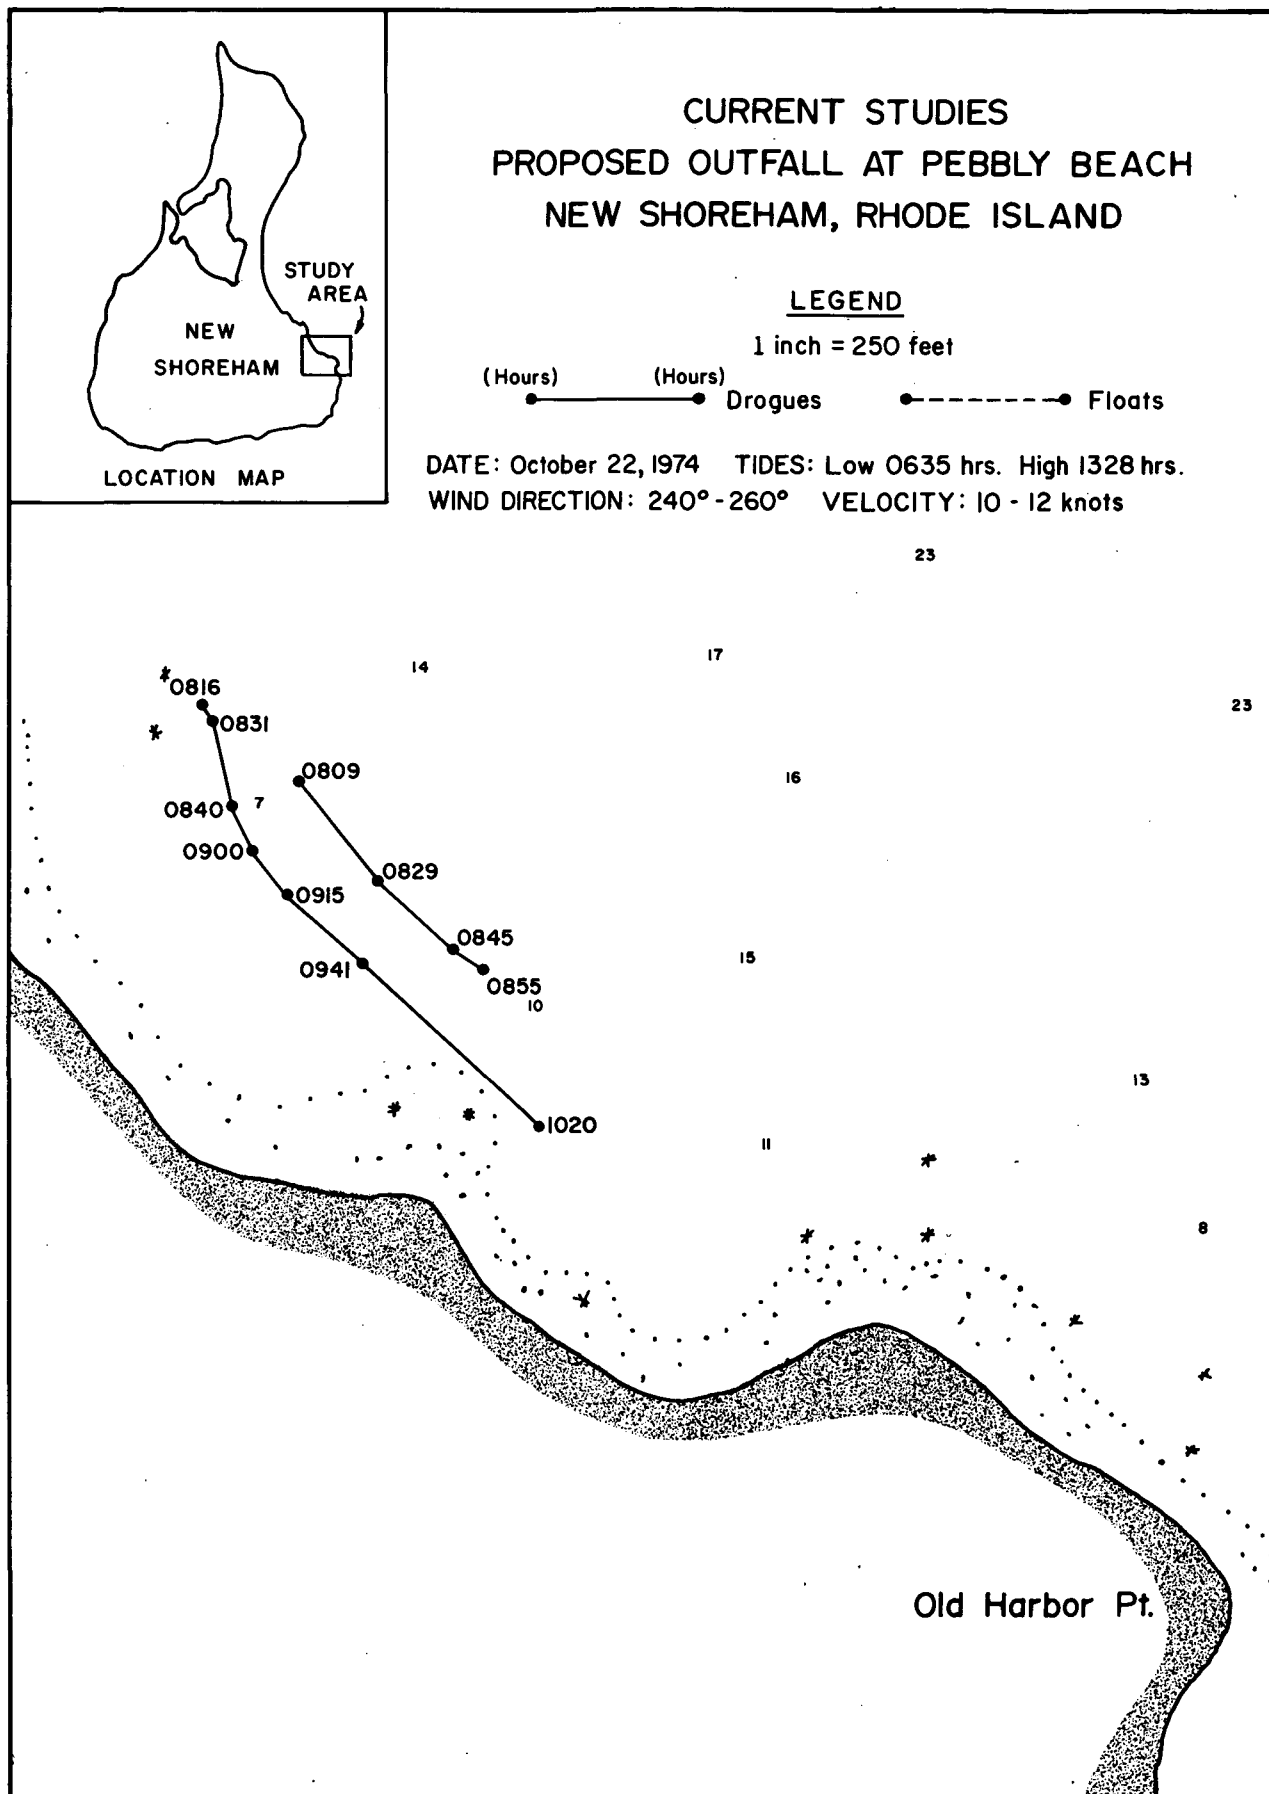 STUDY
AREA
NEW
SHOREHAM
LOCATION MAP
CURRENT STUDIES
PROPOSED OUTFALL AT PEBBLY BEACH
NEW SHOREHAM, RHODE ISLAND
LEGEND
1 inch = 250 feet
(Hours) (Hours)
Drogues Floats
DATE: October 22, 1974 TIDES: Low 0635 hrs. High 1328 hrs.
WIND DIRECTION: 240° - 260° VELOCITY: 10 - 12 knots
23
17
14
0816
23
0831
0809
16
7
0840
0900
0829
0915
0845
15
0941
0855
10
13
1020
11
8
Old Harbor Pt.